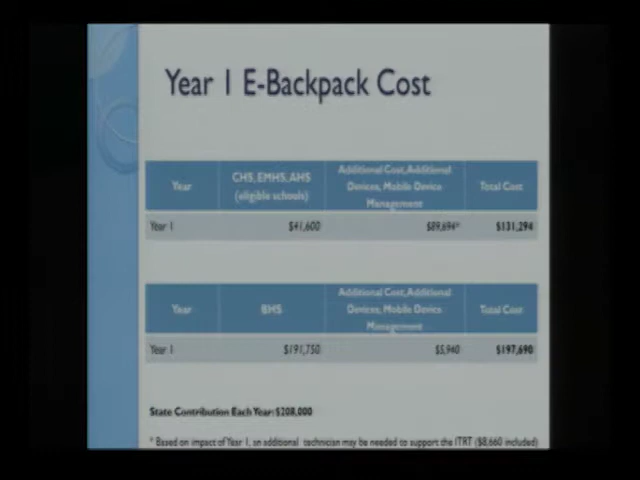 Year 1 E-Backpack Cost
Year
CHS, EMHS, AHS
(eligible schools)
Additional Cost, Additional
Devices, Mobile Device
Management
Total Cost
Year 1 $41,600 $89,694* $131,294
Year
BHS
Additional Cost, Additional
Devices, Mobile Device
Management
Total Cost
Year 1 $191,750 $5,940 $197,690
State Contribution Each Year: $208,000
* Based on impact of Year 1, an additional technician may be needed to support the ITRT ($8,660 included)